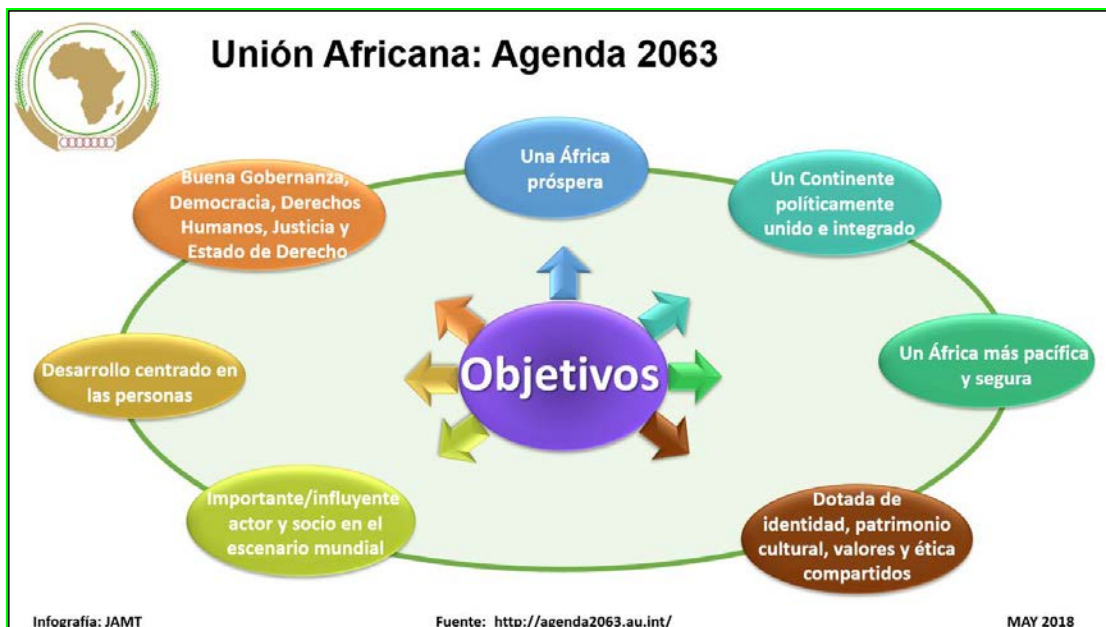 Unión Africana: Agenda 2063
Una África
próspera
Un Continente
políticamente
unido e integrado
Un África más pacífica
y segura
Dotada de
identidad, patrimonio
cultural, valores y ética
compartidos
Importante/influyente
actor y socio en el
escenario mundial
Desarrollo centrado en
las personas
Buena Gobernanza,
Democracia, Derechos
Humanos, Justicia y
Estado de Derecho
Objetivos
Infografía: JAMT
Fuente: http://agenda2063.au.int/
MAY 2018